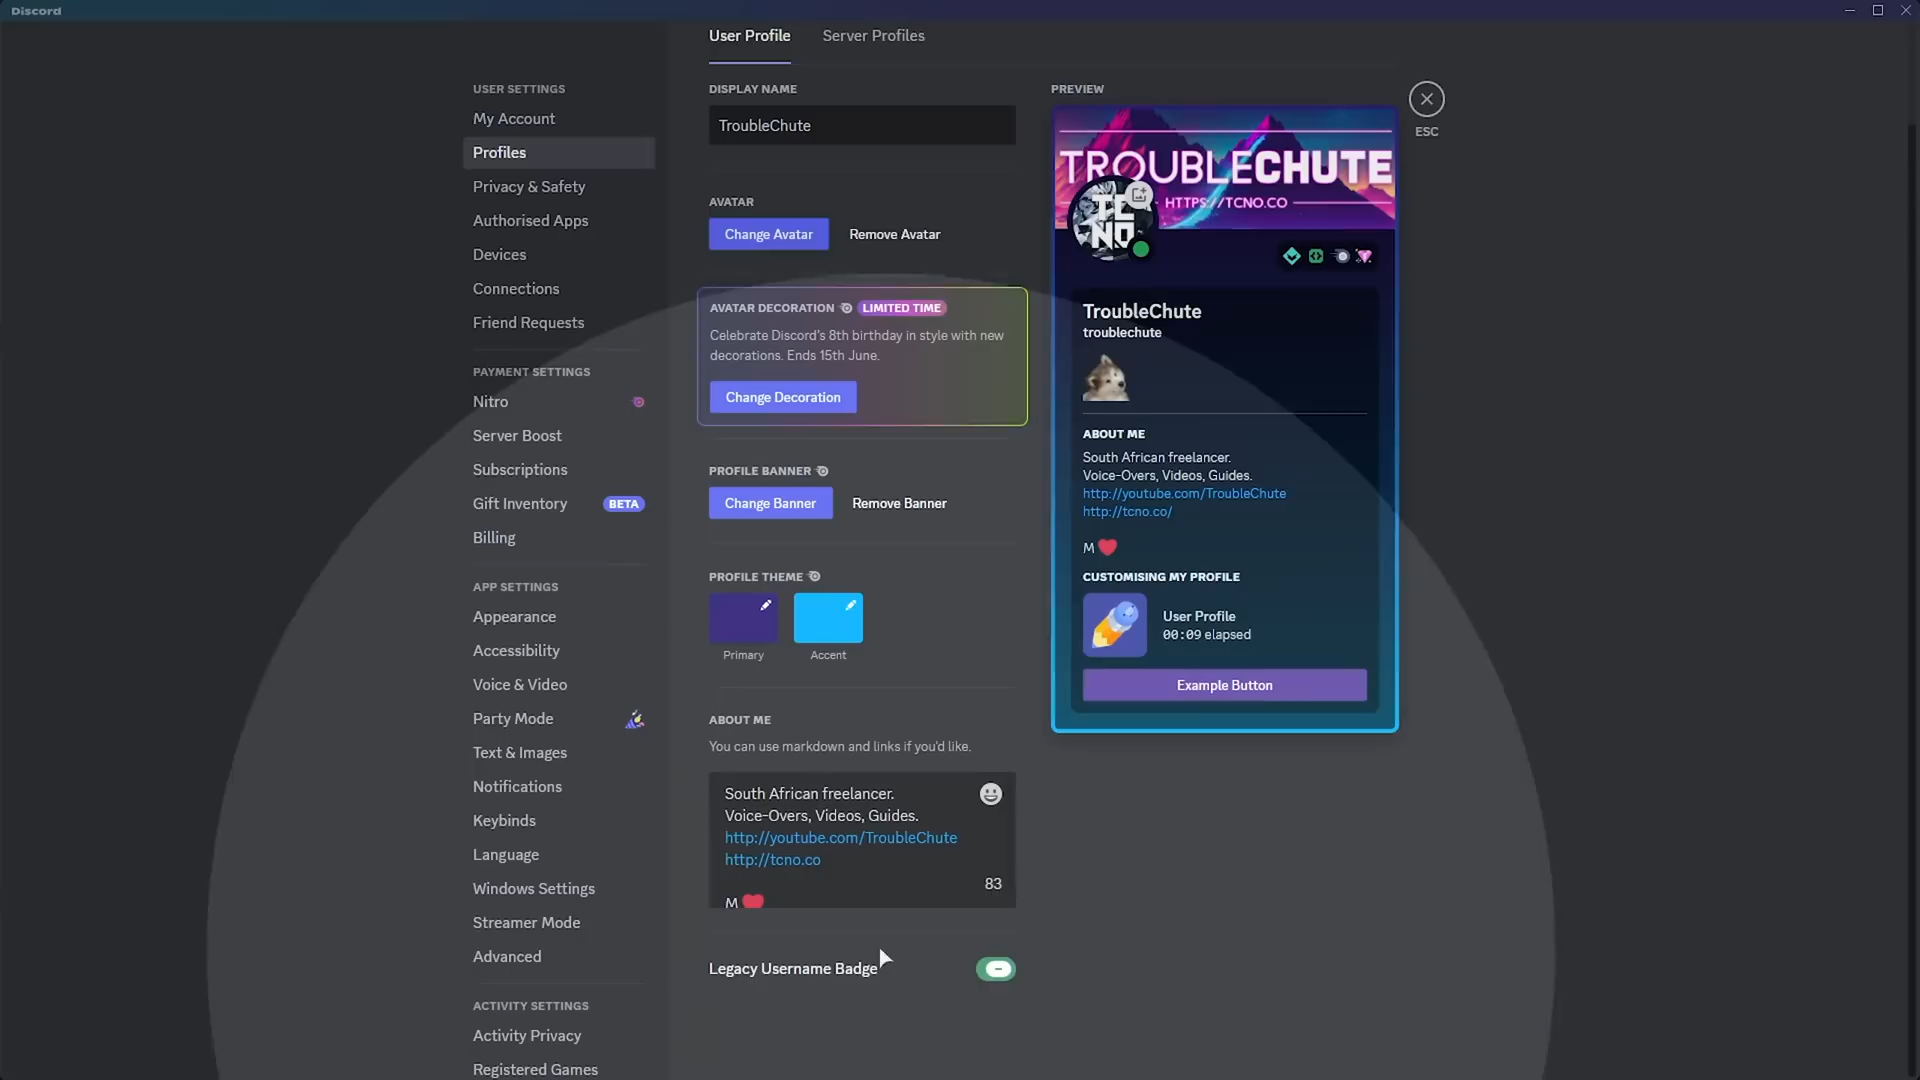 Discord
USER SETTINGS
My Account
Profiles
Privacy & Safety
Authorised Apps
Devices
Connections
Friend Requests
PAYMENT SETTINGS
Nitro
Server Boost
Subscriptions
Gift Inventory BETA
Billing
APP SETTINGS
Appearance
Accessibility
Voice & Video
Party Mode
Text & Images
Notifications
Keybinds
Language
Windows Settings
Streamer Mode
Advanced
ACTIVITY SETTINGS
Activity Privacy
Registered Games
User Profile Server Profiles
DISPLAY NAME
TroubleChute
AVATAR
Change Avatar Remove Avatar
AVATAR DECORATION LIMITED TIME
Celebrate Discord's 8th birthday in style with new
decorations. Ends 15th June.
Change Decoration
PROFILE BANNER
Change Banner Remove Banner
PROFILE THEME
Primary Accent
ABOUT ME
You can use markdown and links if you'd like.
South African freelancer.
Voice-Overs, Videos, Guides.
http://youtube.com/TroubleChute
http://tcno.co
83
M ❤️
Legacy Username Badge
PREVIEW
TROUBLECHUTE
HTTPS://TCNO.CO
TC
NO
TroubleChute
troublechute
ABOUT ME
South African freelancer.
Voice-Overs, Videos, Guides.
http://youtube.com/TroubleChute
http://tcno.co/
M ❤️
CUSTOMISING MY PROFILE
User Profile
00:09 elapsed
Example Button
ESC